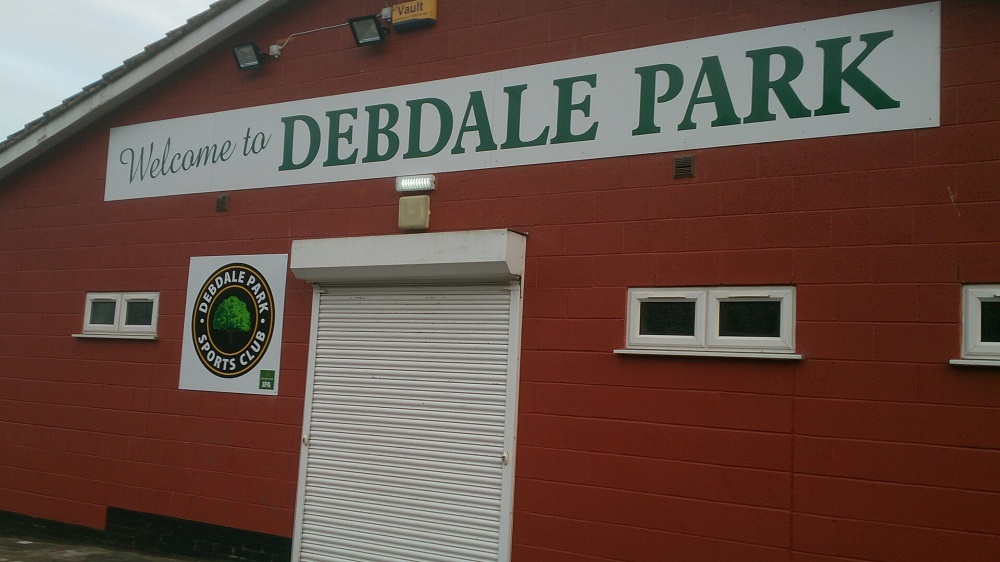 Vault
Welcome to DEBDALE PARK
DEBDALE PARK
SPORTS CLUB